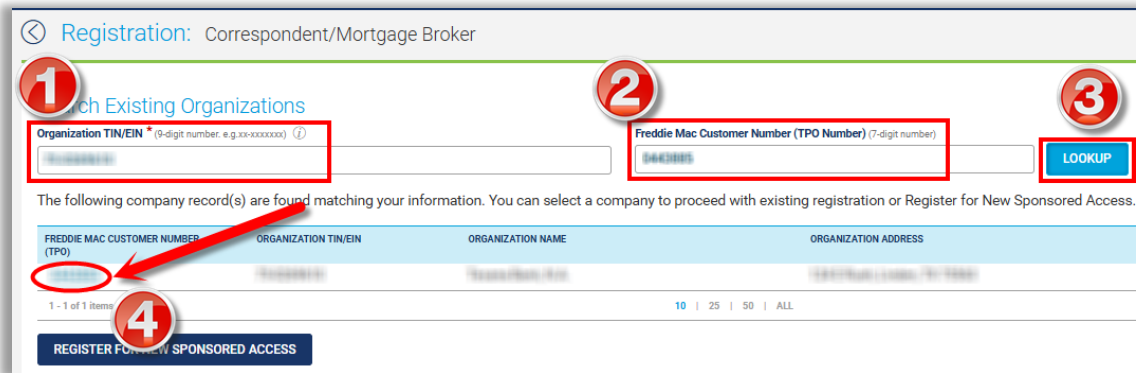 Registration: Correspondent/Mortgage Broker
1
2
3
rch Existing Organizations
Organization TIN/EIN * (9-digit number. e.g.xx-xxxxxxx) i
Freddie Mac Customer Number (TPO Number) (7-digit number)
LOOKUP
The following company record(s) are found matching your information. You can select a company to proceed with existing registration or Register for New Sponsored Access.
FREDDIE MAC CUSTOMER NUMBER (TPO)
ORGANIZATION TIN/EIN
ORGANIZATION NAME
ORGANIZATION ADDRESS
1 - 1 of 1 items
10 | 25 | 50 | ALL
4
REGISTER FOR NEW SPONSORED ACCESS